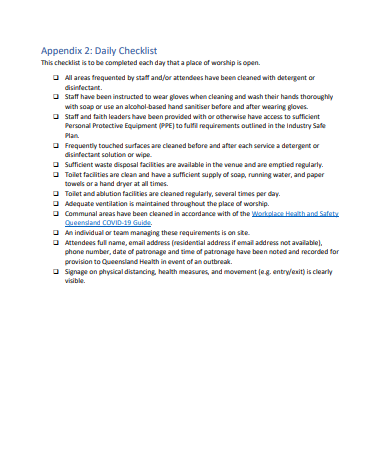 Appendix 2: Daily Checklist
This checklist is to be completed each day that a place of worship is open.
❑ All areas frequented by staff and/or attendees have been cleaned with detergent or
disinfectant.
❑ Staff have been instructed to wear gloves when cleaning and wash their hands thoroughly
with soap or use an alcohol-based hand sanitiser before and after wearing gloves.
❑ Staff and faith leaders have been provided with or otherwise have access to sufficient
Personal Protective Equipment (PPE) to fulfil requirements outlined in the Industry Safe
Plan.
❑ Frequently touched surfaces are cleaned before and after each service a detergent or
disinfectant solution or wipe.
❑ Sufficient waste disposal facilities are available in the venue and are emptied regularly.
❑ Toilet facilities are clean and have a sufficient supply of soap, running water, and paper
towels or a hand dryer at all times.
❑ Toilet and ablution facilities are cleaned regularly, several times per day.
❑ Adequate ventilation is maintained throughout the place of worship.
❑ Communal areas have been cleaned in accordance with of the Workplace Health and Safety
Queensland COVID-19 Guide.
❑ An individual or team managing these requirements is on site.
❑ Attendees full name, email address (residential address if email address not available),
phone number, date of patronage and time of patronage have been noted and recorded for
provision to Queensland Health in event of an outbreak.
❑ Signage on physical distancing, health measures, and movement (e.g. entry/exit) is clearly
visible.